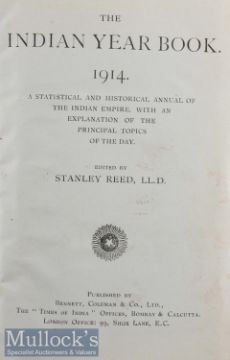 THE
INDIAN YEAR BOOK.
1914.
A STATISTICAL AND HISTORICAL ANNUAL OF
THE INDIAN EMPIRE, WITH AN
EXPLANATION OF THE
PRINCIPAL TOPICS
OF THE DAY.
EDITED BY
STANLEY REED, LL.D.
PUBLISHED BY
BENNETT, COLEMAN & CO., LTD.,
THE "TIMES OF INDIA" OFFICES, BOMBAY & CALCUTTA.
LONDON OFFICE: 99, SHOE LANE, E.C.
Mullock's
Specialist Auctioneers & Valuers